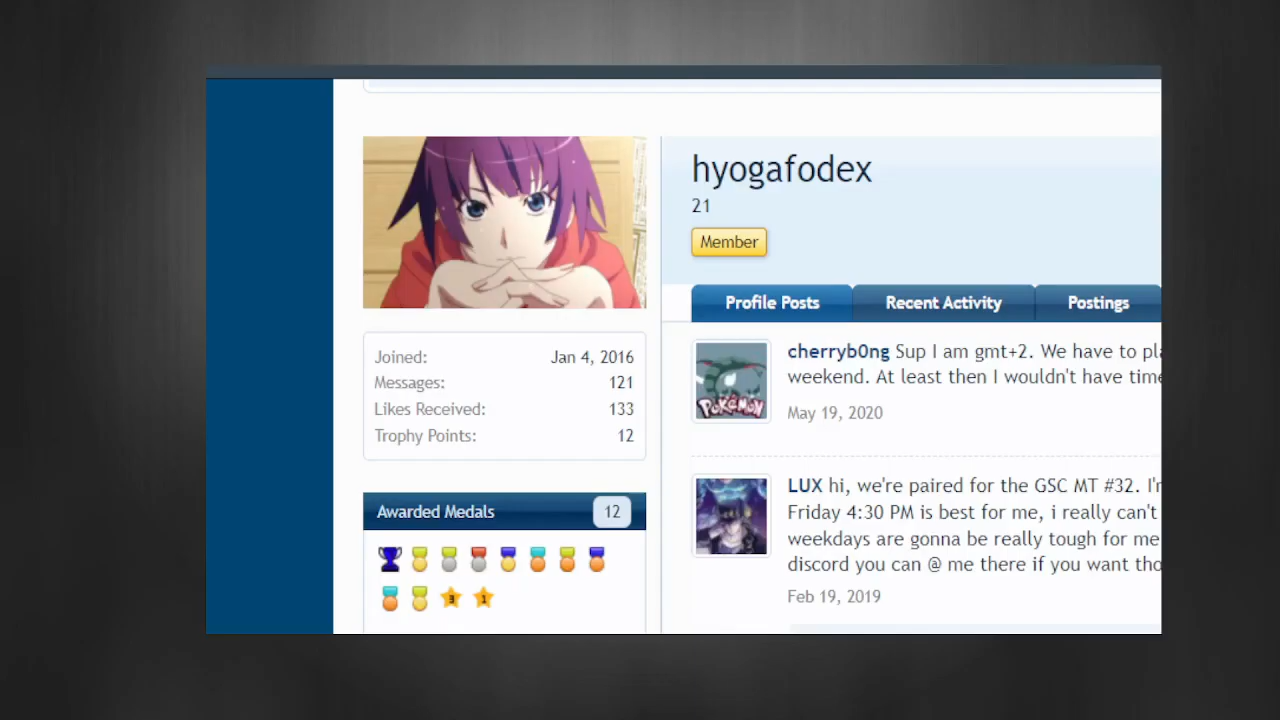 hyogafodex
21
Member
Profile Posts
Recent Activity
Postings
Joined: Jan 4, 2016
Messages: 121
Likes Received: 133
Trophy Points: 12
Awarded Medals 12
3 1
cherryb0ng Sup I am gmt+2. We have to pl
weekend. At least then I wouldn't have time
POKéMON
May 19, 2020
LUX hi, we're paired for the GSC MT #32. I'
Friday 4:30 PM is best for me, i really can't
weekdays are gonna be really tough for me
discord you can @ me there if you want tho
Feb 19, 2019